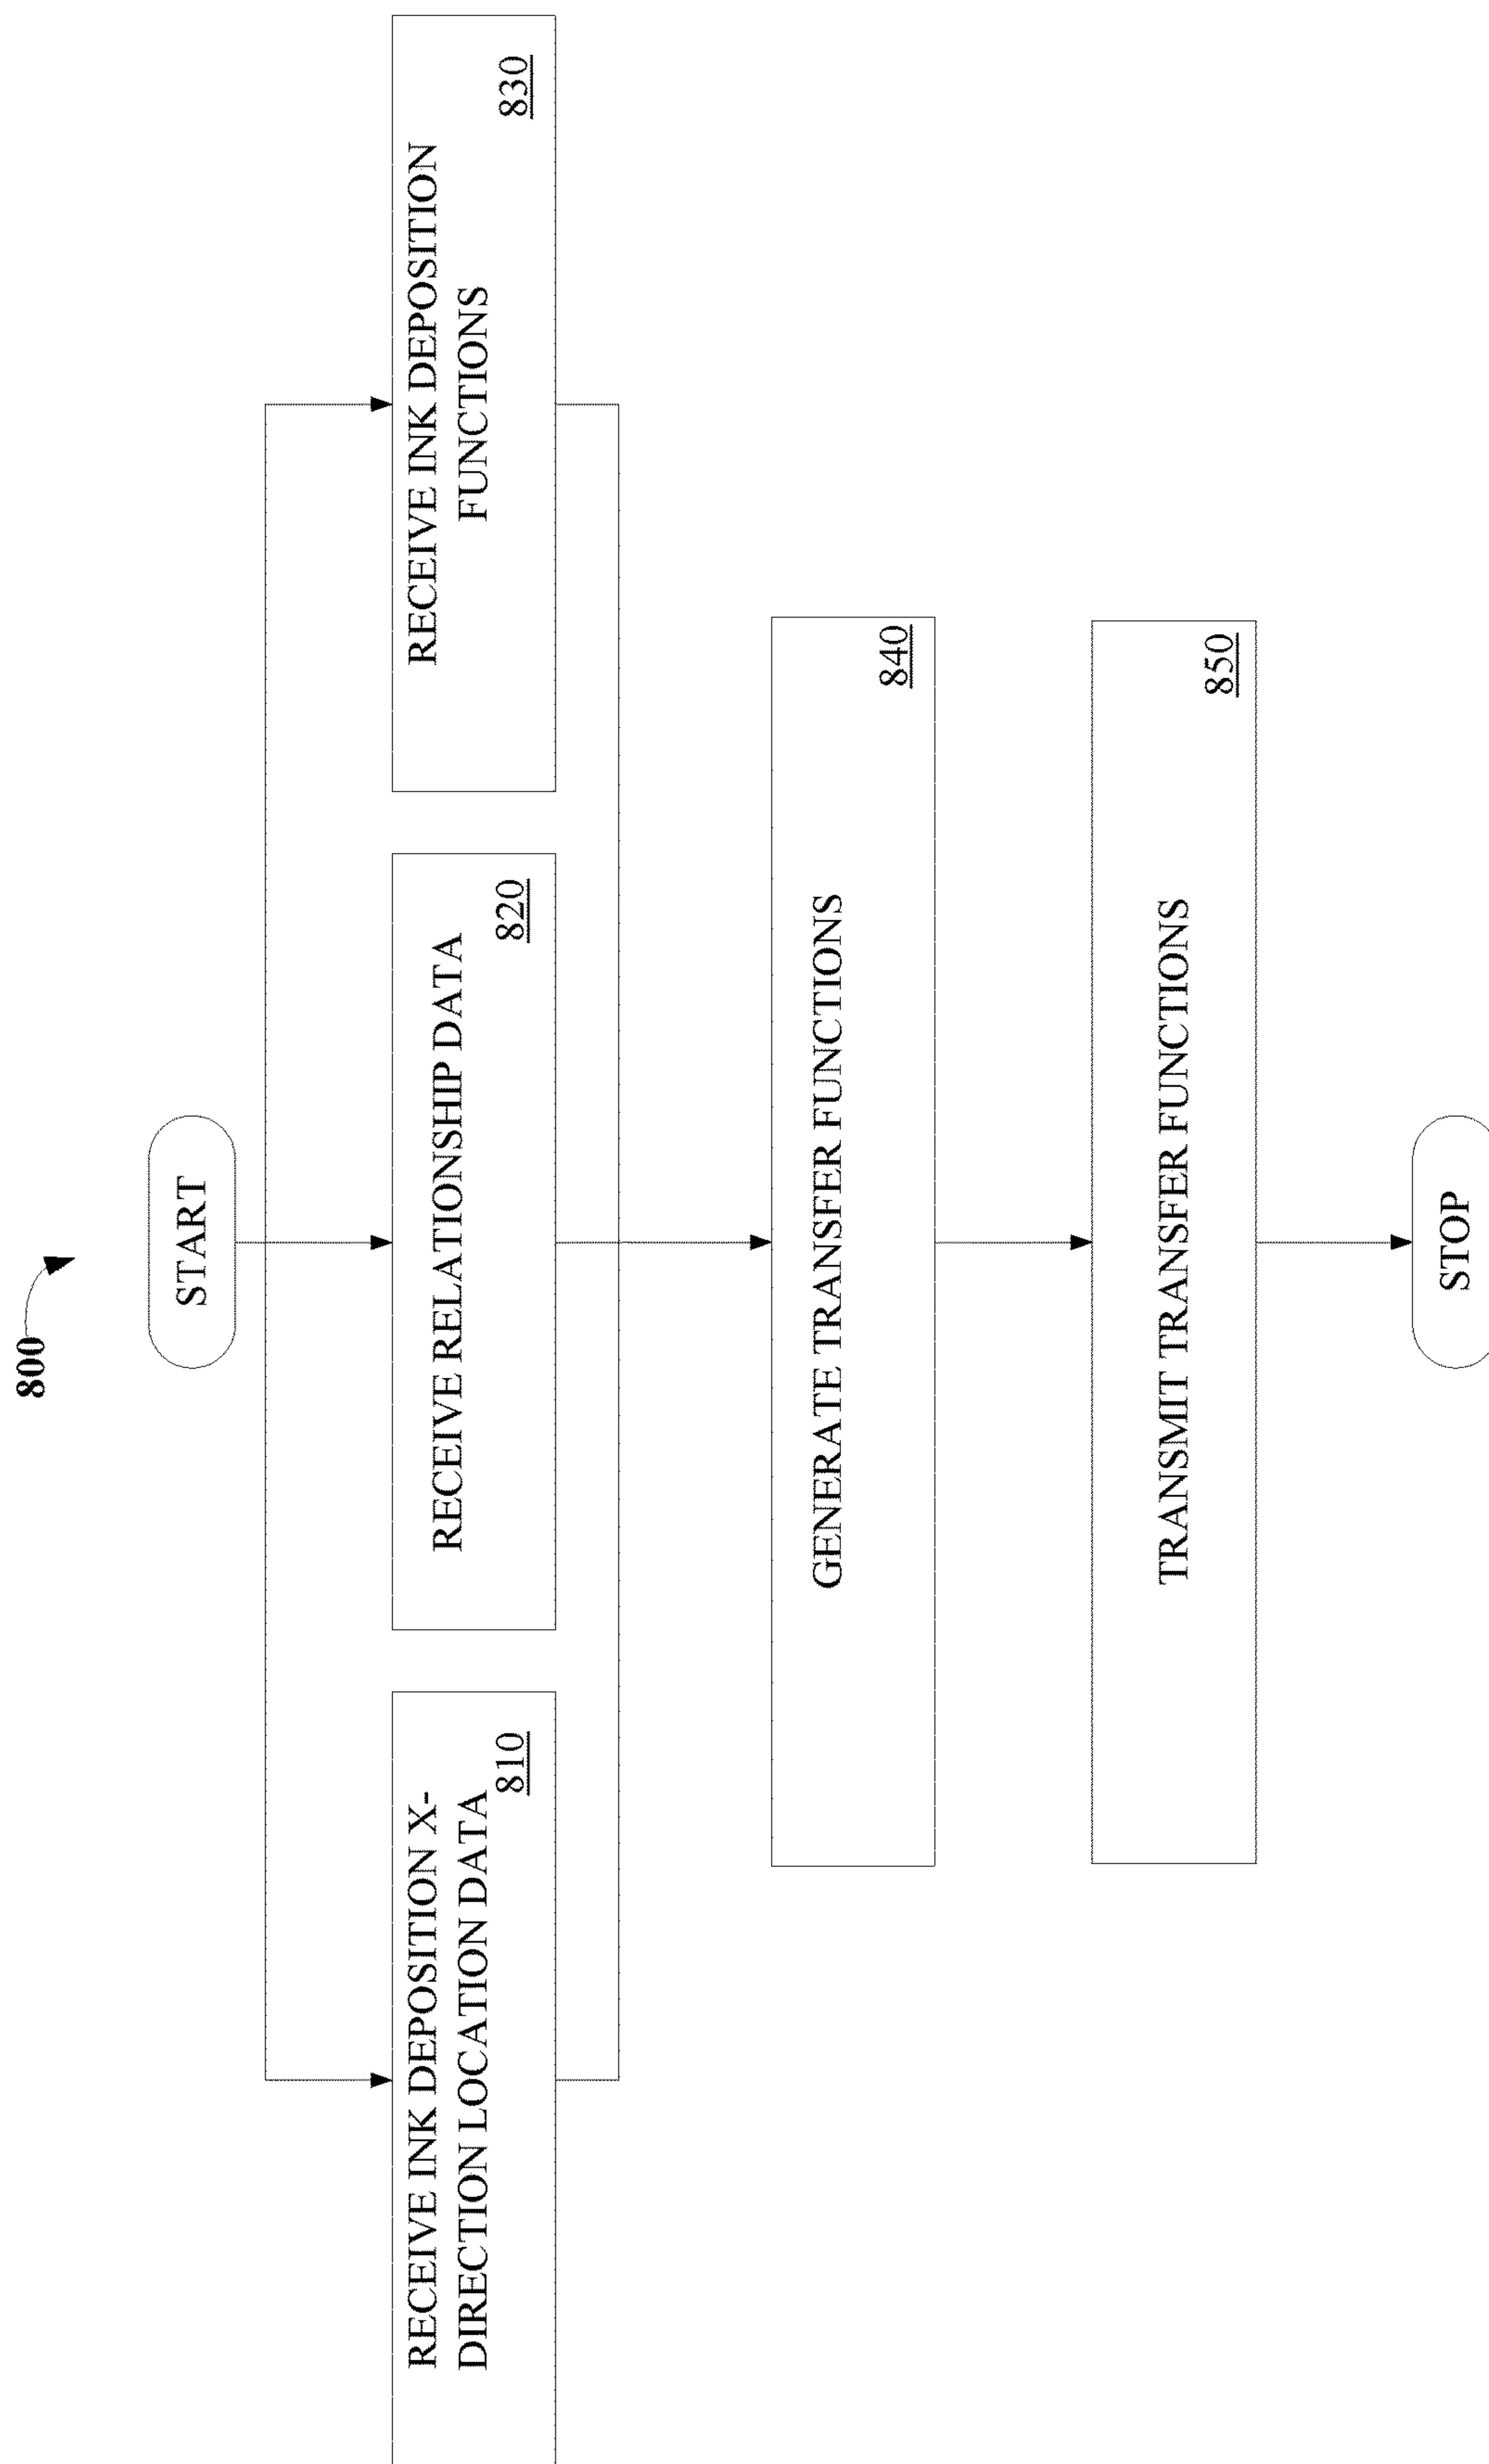 800
START
RECEIVE INK DEPOSITION X-
DIRECTION LOCATION DATA
810
RECEIVE RELATIONSHIP DATA
820
RECEIVE INK DEPOSITION
FUNCTIONS
830
GENERATE TRANSFER FUNCTIONS
840
TRANSMIT TRANSFER FUNCTIONS
850
STOP